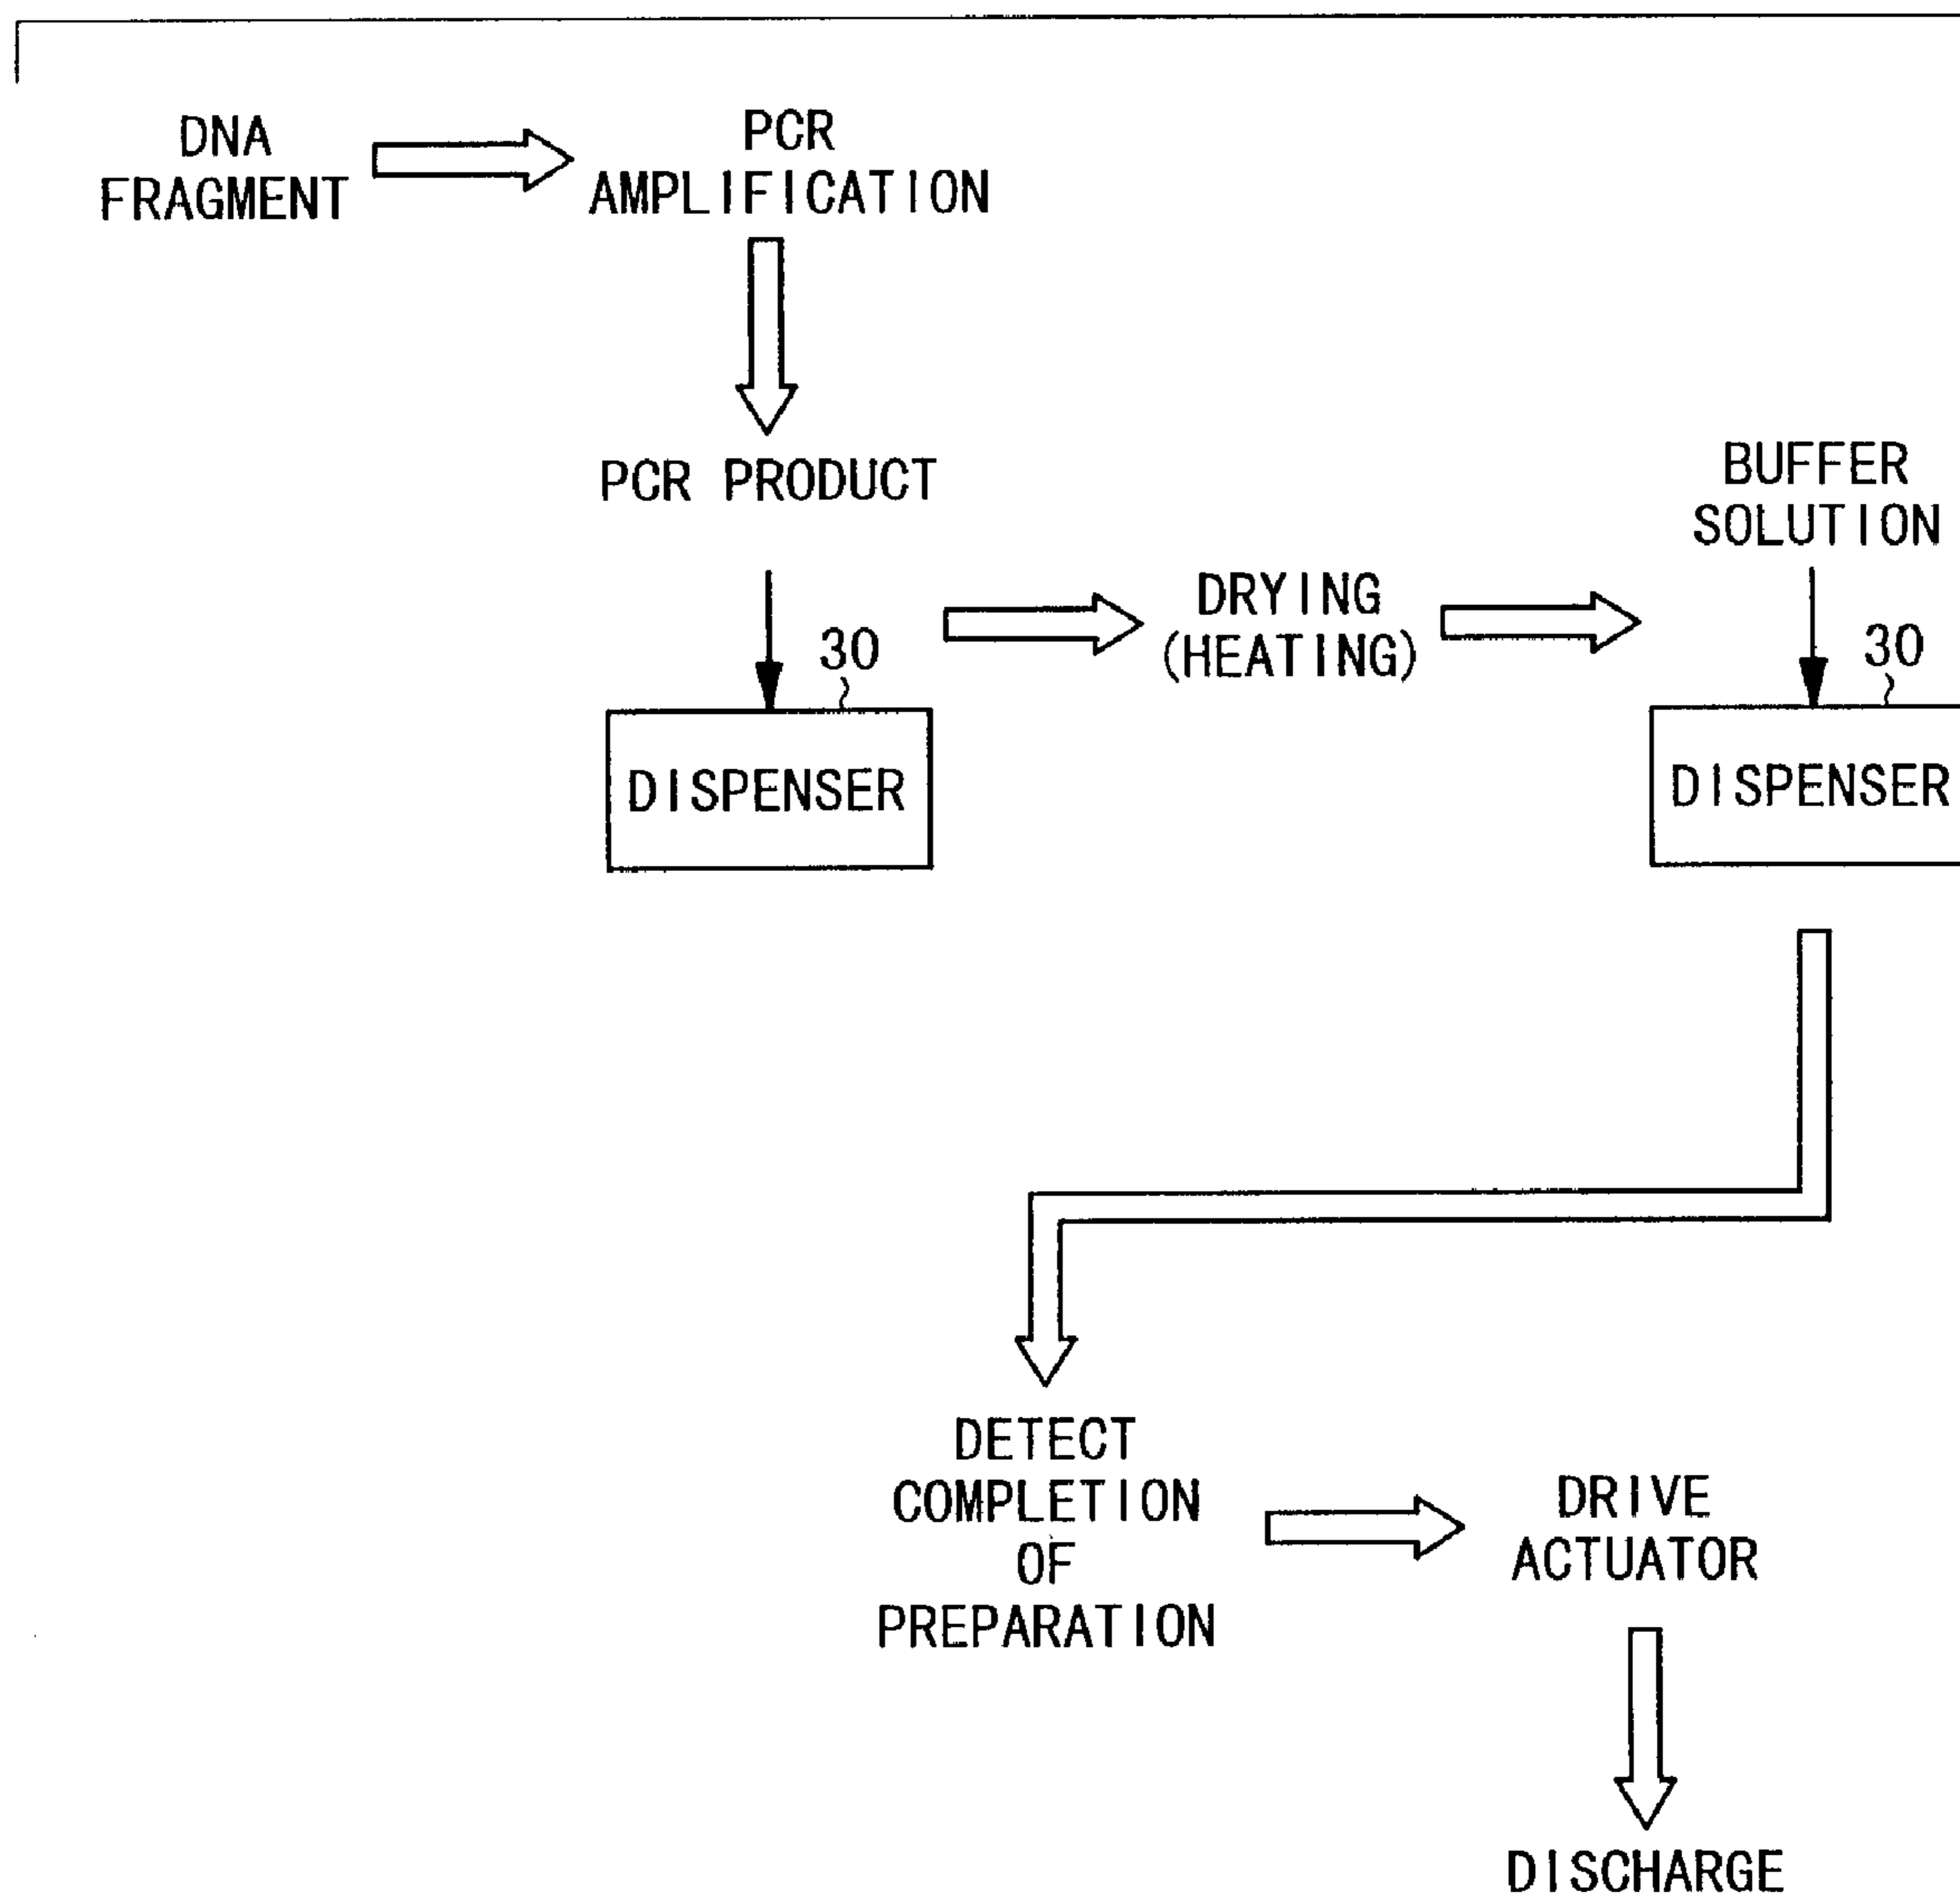 DNA
FRAGMENT
PCR
AMPLIFICATION
PCR PRODUCT
30
DISPENSER
DRYING
(HEATING)
BUFFER
SOLUTION
30
DISPENSER
DETECT
COMPLETION
OF
PREPARATION
DRIVE
ACTUATOR
DISCHARGE